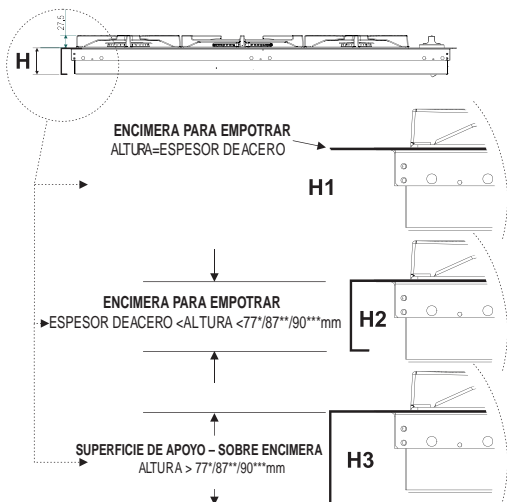 27,5
H
ENCIMERA PARA EMPOTRAR
ALTURA=ESPESOR DEACERO
H1
ENCIMERA PARA EMPOTRAR
ESPESOR DEACERO <ALTURA <77*/87**/90***mm
H2
SUPERFICIE DE APOYO – SOBRE ENCIMERA
ALTURA > 77*/87**/90***mm
H3